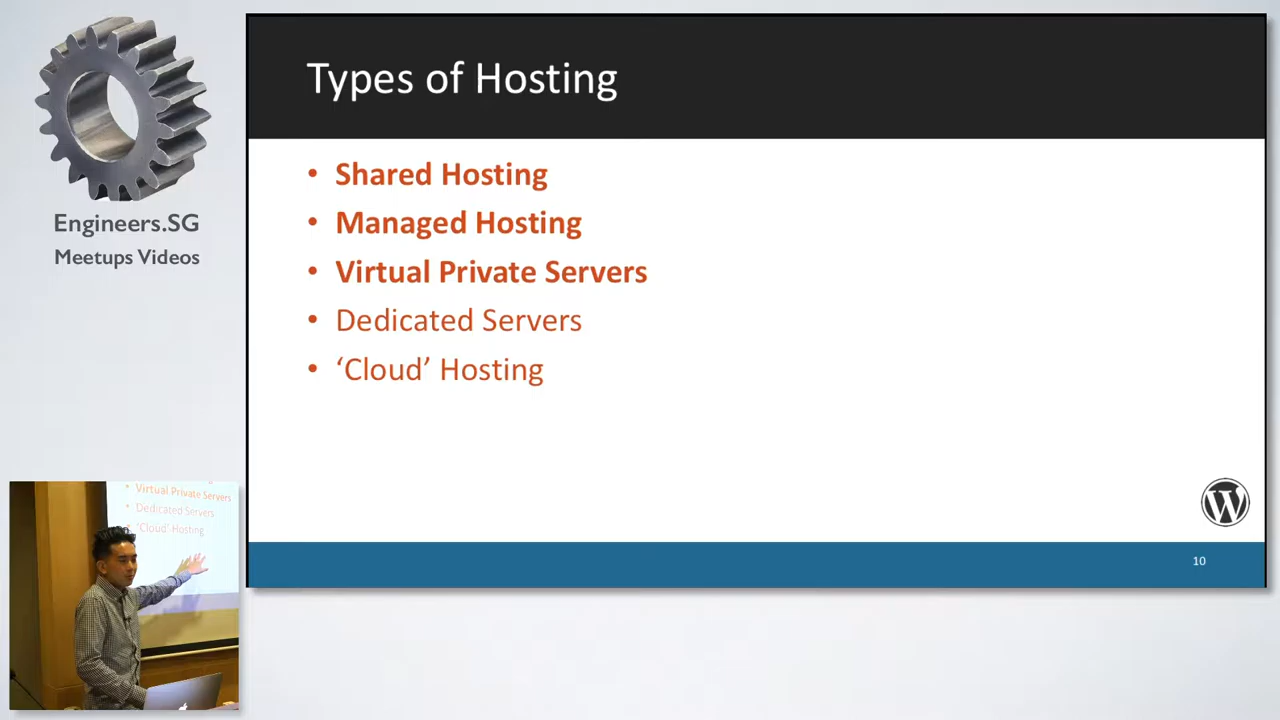 Engineers.SG
Meetups Videos
Types of Hosting
• Shared Hosting
• Managed Hosting
• Virtual Private Servers
• Dedicated Servers
• ‘Cloud’ Hosting
W
10
• Virtual Private Servers
• Dedicated Servers
• ‘Cloud’ Hosting